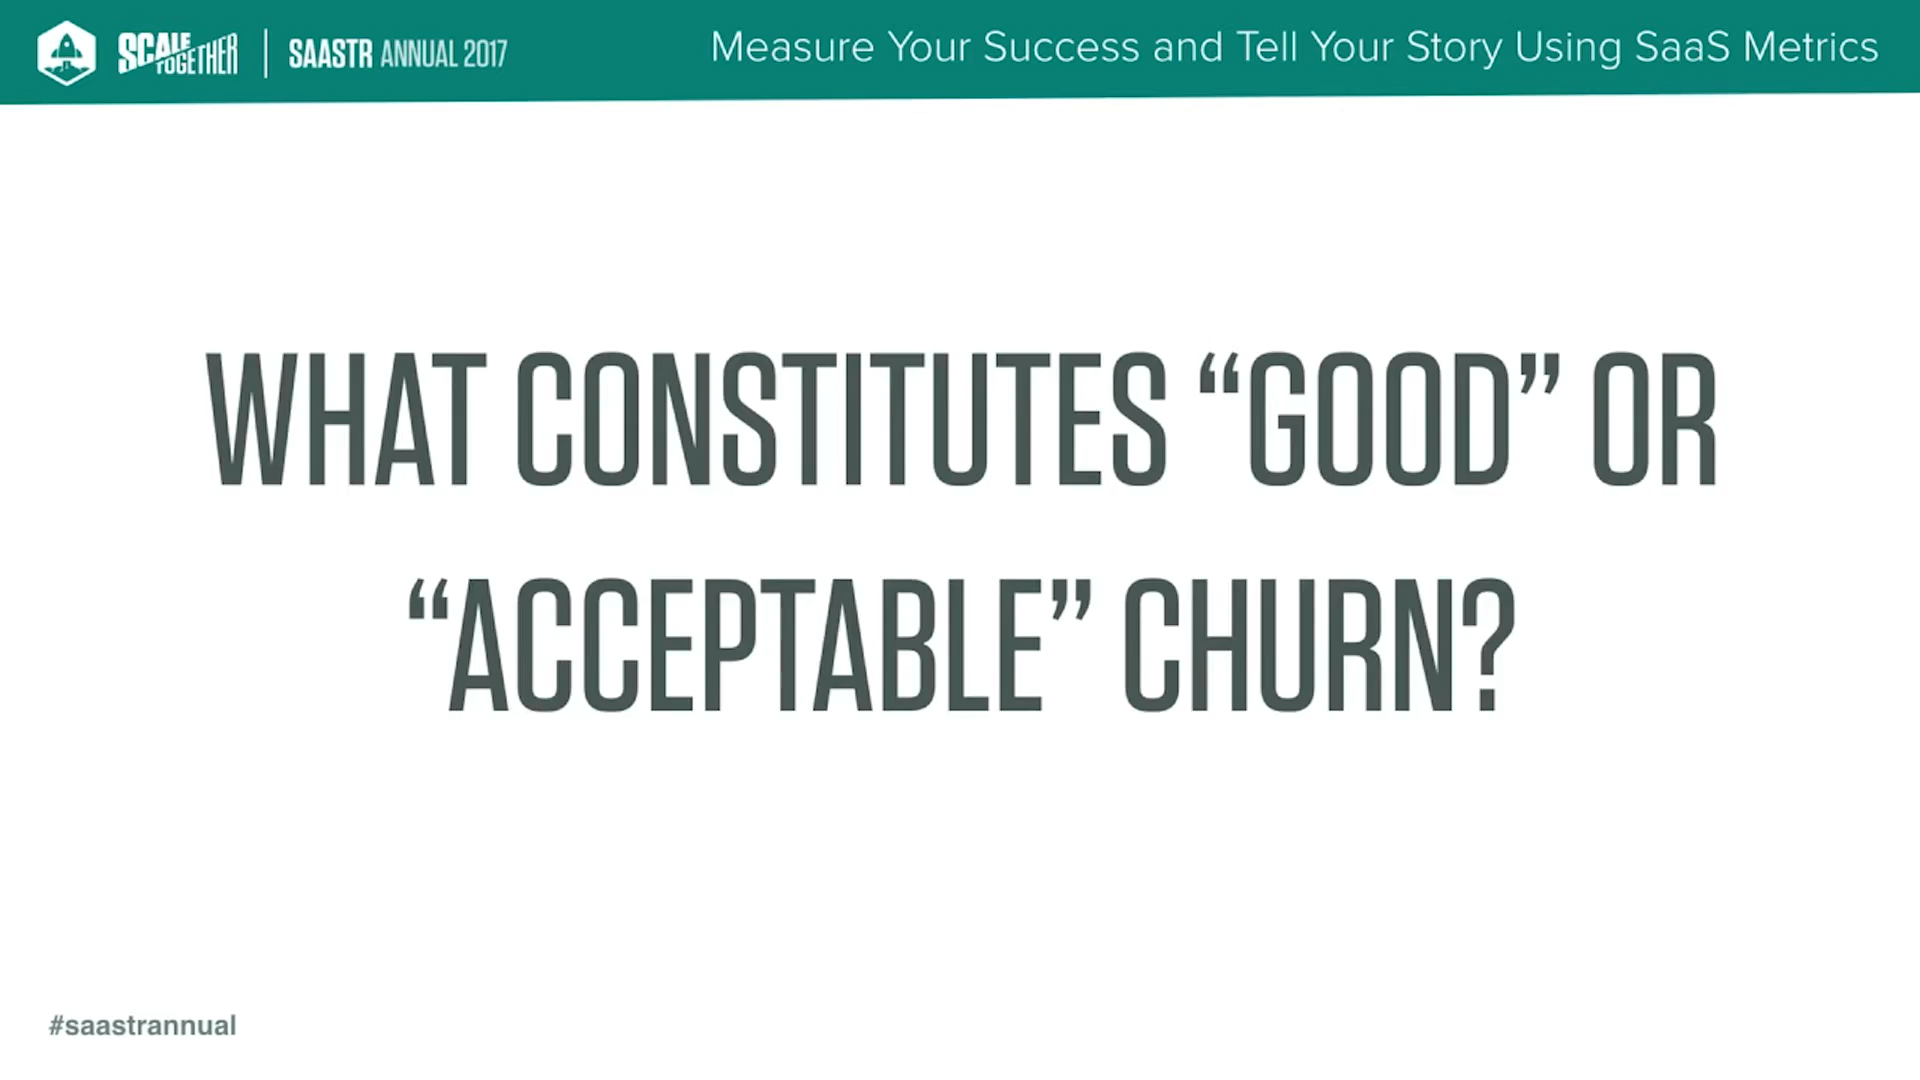 SCALE TOGETHER | SAASTR ANNUAL 2017
Measure Your Success and Tell Your Story Using SaaS Metrics
WHAT CONSTITUTES “GOOD” OR
“ACCEPTABLE” CHURN?
#saastrannual